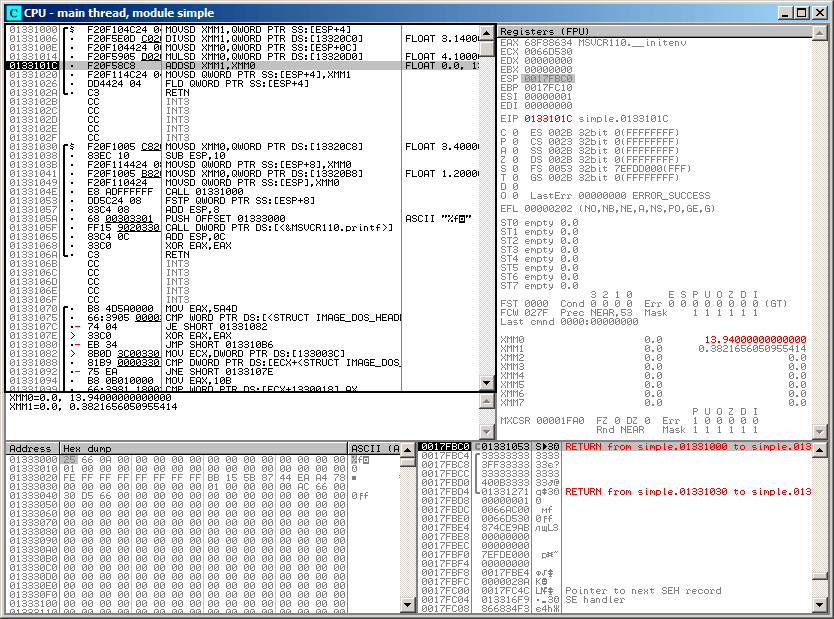 CPU - main thread, module simple
01331000 F20F104C24 04 MOVSD XMM1,QWORD PTR SS:[ESP+4]
01331006 F20F5E0D C020 DIVSD XMM1,QWORD PTR DS:[13320C0] FLOAT 3.1400
0133100E F20F104424 0C MOVSD XMM0,QWORD PTR SS:[ESP+0C]
01331014 F20F5905 D020 MULSD XMM0,QWORD PTR DS:[13320D0] FLOAT 4.1000
0133101C F20F58C8 ADDSD XMM1,XMM0 FLOAT 0.0, 1
01331020 F20F114C24 04 MOVSD QWORD PTR SS:[ESP+4],XMM1
01331026 DD4424 04 FLD QWORD PTR SS:[ESP+4]
0133102A C3 RETN
0133102B CC INT3
0133102C CC INT3
0133102D CC INT3
0133102E CC INT3
0133102F CC INT3
01331030 F20F1005 C820 MOVSD XMM0,QWORD PTR DS:[13320C8] FLOAT 3.4000
01331038 83EC 10 SUB ESP,10
0133103B F20F114424 08 MOVSD QWORD PTR SS:[ESP+8],XMM0
01331041 F20F1005 B820 MOVSD XMM0,QWORD PTR DS:[13320B8] FLOAT 1.2000
01331049 F20F110424 MOVSD QWORD PTR SS:[ESP],XMM0
0133104E E8 ADFFFFFF CALL 01331000
01331053 DD5C24 08 FSTP QWORD PTR SS:[ESP+8]
01331057 83C4 08 ADD ESP,8
0133105A 68 00303301 PUSH OFFSET 01333000 ASCII "%f
0133105F FF15 9020330 CALL DWORD PTR DS:[<&MSVCR110.printf>]
01331065 83C4 0C ADD ESP,0C
01331068 33C0 XOR EAX,EAX
0133106A C3 RETN
0133106B CC INT3
0133106C CC INT3
0133106D CC INT3
0133106E CC INT3
0133106F CC INT3
01331070 B8 4D5A0000 MOV EAX,5A4D
01331075 66:3905 0000 CMP WORD PTR DS:[<STRUCT IMAGE_DOS_HEAD
0133107C 74 04 JE SHORT 01331082
0133107E 33C0 XOR EAX,EAX
01331080 EB 34 JMP SHORT 013310B6
01331082 8B0D 3C00330 MOV ECX,DWORD PTR DS:[133003C]
01331088 81B9 0000330 CMP DWORD PTR DS:[ECX+<STRUCT IMAGE_DOS_
01331092 75 EA JNE SHORT 0133107E
01331094 B8 0B010000 MOV EAX,10B
XMM0=0.0, 13.94000000000000
XMM1=0.0, 0.3821656050955414
Registers (FPU)
EAX 68F88634 MSVCR110.__initenv
ECX 0066D530
EDX 00000000
EBX 00000000
ESP 0017FBC0
EBP 0017FC10
ESI 00000001
EDI 00000000
EIP 0133101C simple.0133101C
C 0 ES 002B 32bit 0(FFFFFFFF)
P 0 CS 0023 32bit 0(FFFFFFFF)
A 0 SS 002B 32bit 0(FFFFFFFF)
Z 0 DS 002B 32bit 0(FFFFFFFF)
S 0 FS 0053 32bit 7EFDD000(FFF)
T 0 GS 002B 32bit 0(FFFFFFFF)
D 0
O 0 LastErr 00000000 ERROR_SUCCESS
EFL 00000202 (NO,NB,NE,A,NS,PO,GE,G)
ST0 empty 0.0
ST1 empty 0.0
ST2 empty 0.0
ST3 empty 0.0
ST4 empty 0.0
ST5 empty 0.0
ST6 empty 0.0
ST7 empty 0.0
3 2 1 0 E S P U O Z D I
FST 0000 Cond 0 0 0 0 Err 0 0 0 0 0 0 0 0 (GT)
FCW 027F Prec NEAR,53 Mask 1 1 1 1 1 1
Last cmnd 0000:00000000
XMM0 0.0 13.94000000000000
XMM1 0.0 0.3821656050955414
XMM2 0.0 0.0
XMM3 0.0 0.0
XMM4 0.0 0.0
XMM5 0.0 0.0
XMM6 0.0 0.0
XMM7 0.0 0.0
P U O Z D I
MXCSR 00001FA0 FZ 0 DZ 0 Err 1 0 0 0 0 0
Rnd NEAR Mask 1 1 1 1 1 1
Address Hex dump ASCII (A
01333000 25 66 0A 00 00 00 00 00 00 00 00 00 00 00 00 00 %f
01333010 01 00 00 00 00 00 00 00 00 00 00 00 00 00 00 00
01333020 FE FF FF FF FF FF FF FF BB 15 5B 87 44 EA A4 78
01333030 00 00 00 00 00 00 00 00 01 00 00 00 00 AC 66 00
01333040 30 D5 66 00 00 00 00 00 00 00 00 00 00 00 00 00
01333050 00 00 00 00 00 00 00 00 00 00 00 00 00 00 00 00
01333060 00 00 00 00 00 00 00 00 00 00 00 00 00 00 00 00
01333070 00 00 00 00 00 00 00 00 00 00 00 00 00 00 00 00
01333080 00 00 00 00 00 00 00 00 00 00 00 00 00 00 00 00
01333090 00 00 00 00 00 00 00 00 00 00 00 00 00 00 00 00
013330A0 00 00 00 00 00 00 00 00 00 00 00 00 00 00 00 00
013330B0 00 00 00 00 00 00 00 00 00 00 00 00 00 00 00 00
013330C0 00 00 00 00 00 00 00 00 00 00 00 00 00 00 00 00
013330D0 00 00 00 00 00 00 00 00 00 00 00 00 00 00 00 00
013330E0 00 00 00 00 00 00 00 00 00 00 00 00 00 00 00 00
013330F0 00 00 00 00 00 00 00 00 00 00 00 00 00 00 00 00
01333100 00 00 00 00 00 00 00 00 00 00 00 00 00 00 00 00
0017FBC0 01331053 RETURN from simple.01331000 to simple.013
0017FBC4 33333333 3333
0017FBC8 3FF33333
0017FBCC 33333333 3333
0017FBD0 400B3333
0017FBD4 01331271 RETURN from simple.01331030 to simple.013
0017FBD8 00000001
0017FBDC 0066AC00
0017FBE0 0066D530
0017FBE4 874CE9AB
0017FBE8 00000000
0017FBEC 00000000
0017FBF0 7EFDE000
0017FBF4 00000000
0017FBF8 0017FBE4
0017FBFC 0000028A
0017FC00 0017FC4C Pointer to next SEH record
0017FC04 013316F9 SE handler
0017FC08 866834F3